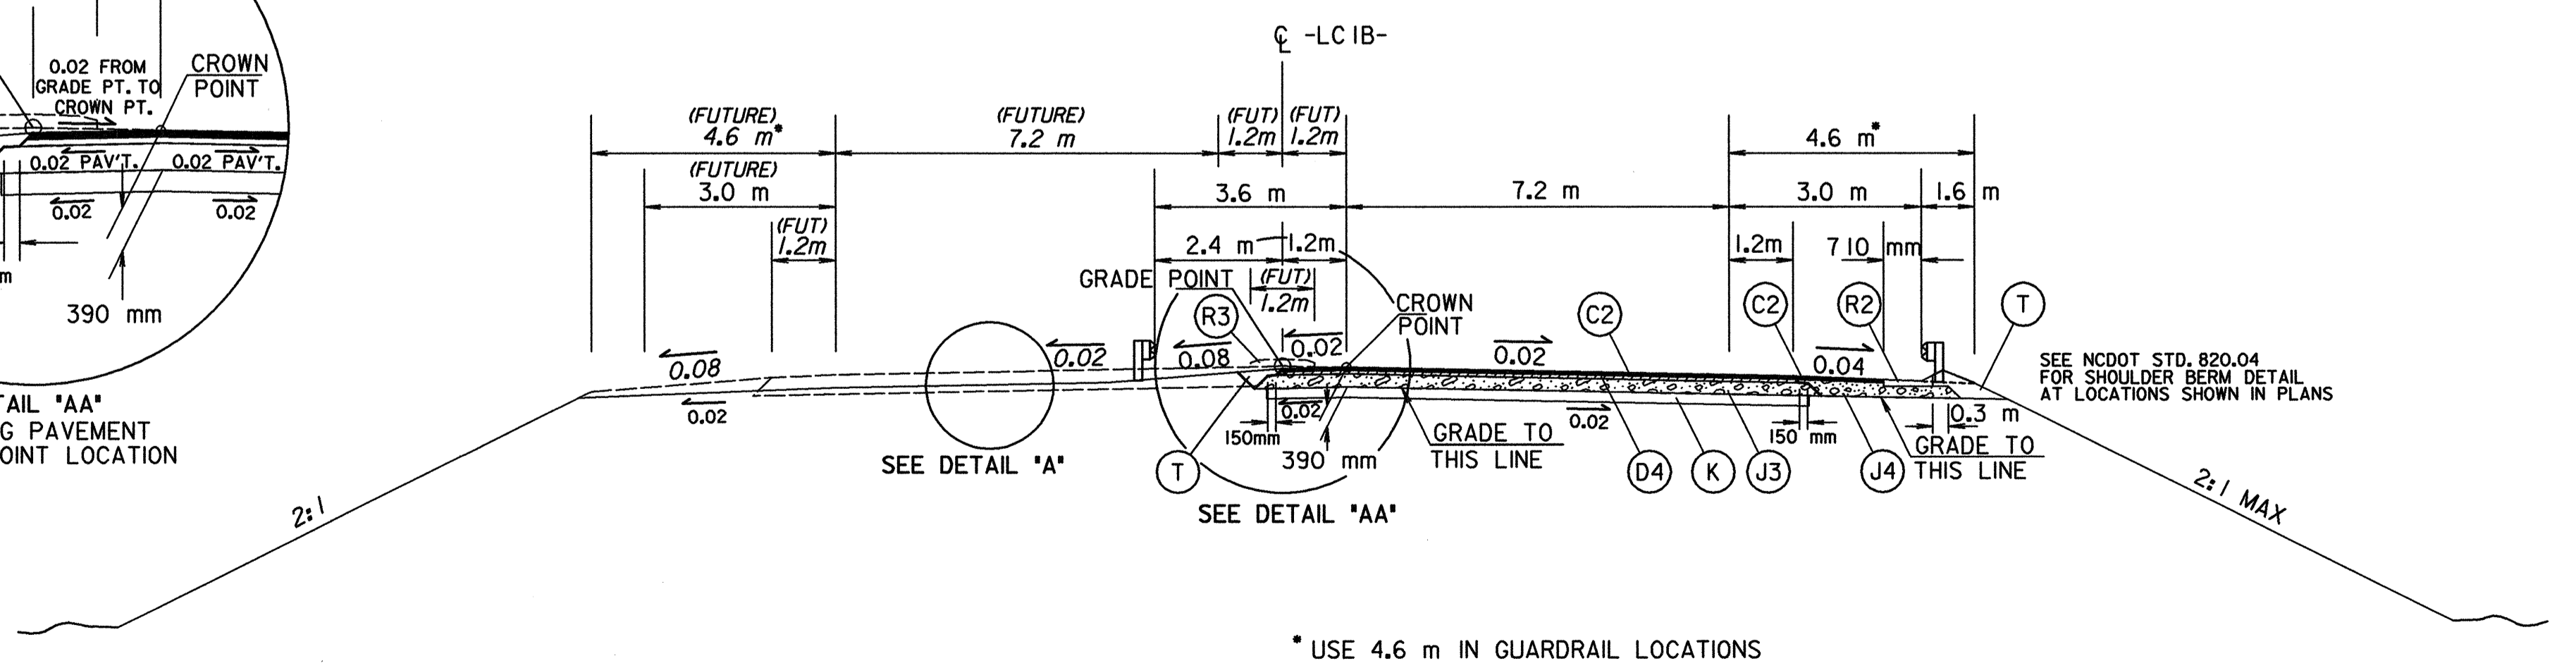 0.02 FROM
GRADE PT. TO
CROWN PT.
CROWN
POINT
0.02 PAV'T.
0.02 PAV'T.
0.02
0.02
m
390 mm
TAIL "AA"
G PAVEMENT
OINT LOCATION
℄ -LC1B-
(FUTURE)
4.6 m*
(FUTURE)
7.2 m
(FUT)
1.2m
(FUT)
1.2m
4.6 m*
(FUTURE)
3.0 m
3.6 m
7.2 m
3.0 m
1.6 m
(FUT)
1.2m
2.4 m
1.2m
1.2m
710 mm
GRADE POINT
(FUT)
1.2m
R3
CROWN
POINT
C2
C2
R2
T
0.08
0.02
0.08
0.02
0.02
0.04
SEE NCDOT STD. 820.04
FOR SHOULDER BERM DETAIL
AT LOCATIONS SHOWN IN PLANS
0.02
0.02
0.02
0.3 m
150mm
150 mm
GRADE TO
THIS LINE
GRADE TO
THIS LINE
390 mm
SEE DETAIL "A"
T
D4
K
J3
J4
SEE DETAIL "AA"
2:1
2:1 MAX
* USE 4.6 m IN GUARDRAIL LOCATIONS